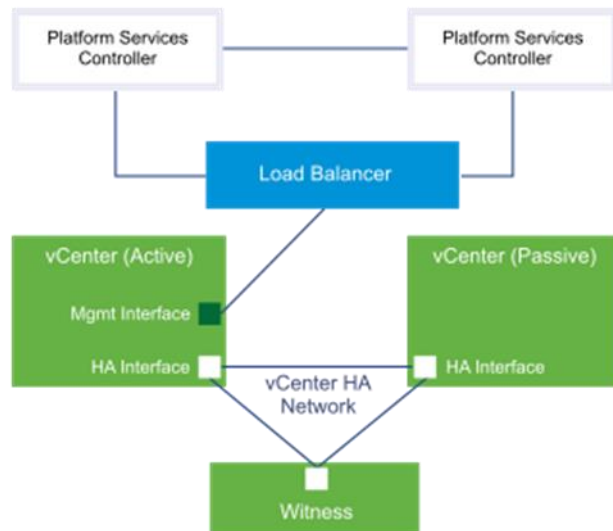 Platform Services
Controller
Platform Services
Controller
Load Balancer
vCenter (Active)
vCenter (Passive)
Mgmt Interface
HA Interface
HA Interface
vCenter HA
Network
Witness